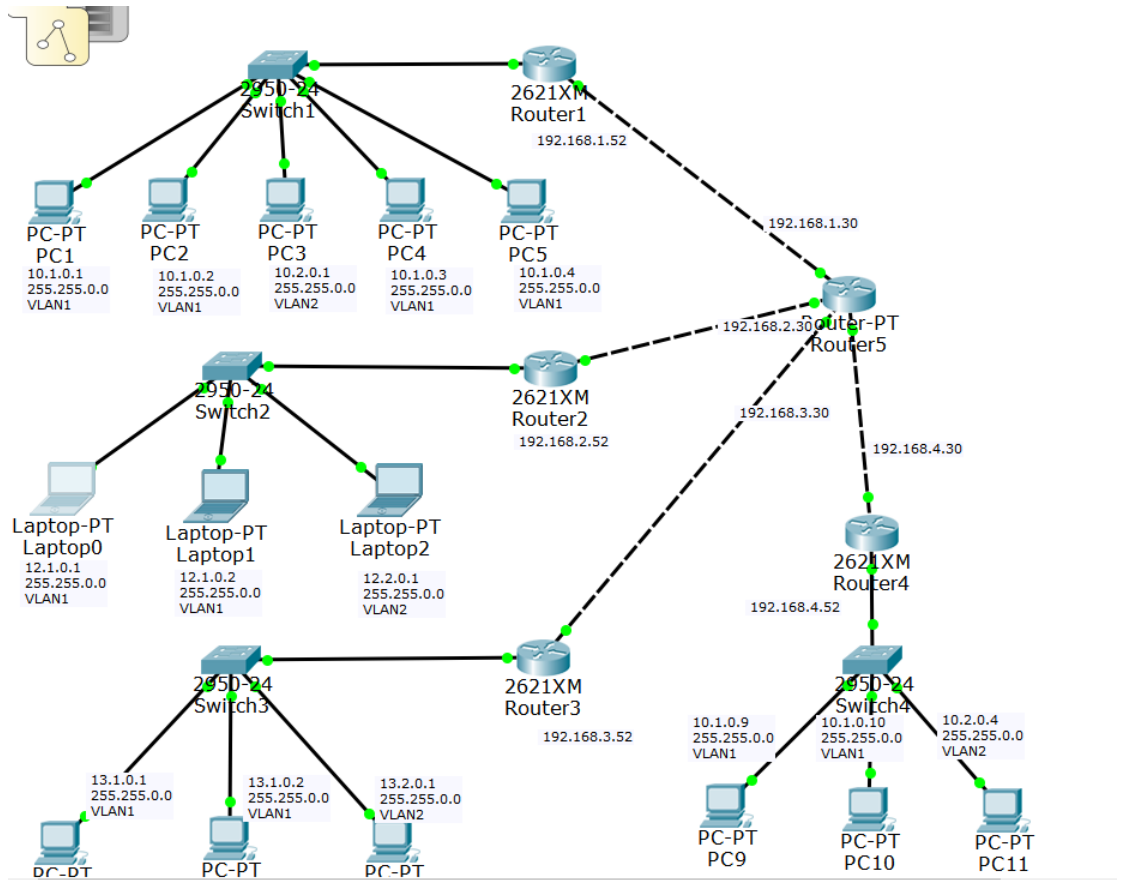 2950-24
Switch1
2621XM
Router1
192.168.1.52
PC-PT
PC1
10.1.0.1
255.255.0.0
VLAN1
PC-PT
PC2
10.1.0.2
255.255.0.0
VLAN1
PC-PT
PC3
10.2.0.1
255.255.0.0
VLAN2
PC-PT
PC4
10.1.0.3
255.255.0.0
VLAN1
PC-PT
PC5
10.1.0.4
255.255.0.0
VLAN1
192.168.1.30
Router-PT
Router5
192.168.2.30
2950-24
Switch2
2621XM
Router2
192.168.2.52
192.168.3.30
192.168.4.30
Laptop-PT
Laptop0
12.1.0.1
255.255.0.0
VLAN1
Laptop-PT
Laptop1
12.1.0.2
255.255.0.0
VLAN1
Laptop-PT
Laptop2
12.2.0.1
255.255.0.0
VLAN2
2621XM
Router4
192.168.4.52
2950-24
Switch3
2621XM
Router3
192.168.3.52
2950-24
Switch4
13.1.0.1
255.255.0.0
VLAN1
13.1.0.2
255.255.0.0
VLAN1
13.2.0.1
255.255.0.0
VLAN2
PC-PT
PC-PT
PC-PT
10.1.0.9
255.255.0.0
VLAN1
10.1.0.10
255.255.0.0
VLAN1
10.2.0.4
255.255.0.0
VLAN2
PC-PT
PC9
PC-PT
PC10
PC-PT
PC11